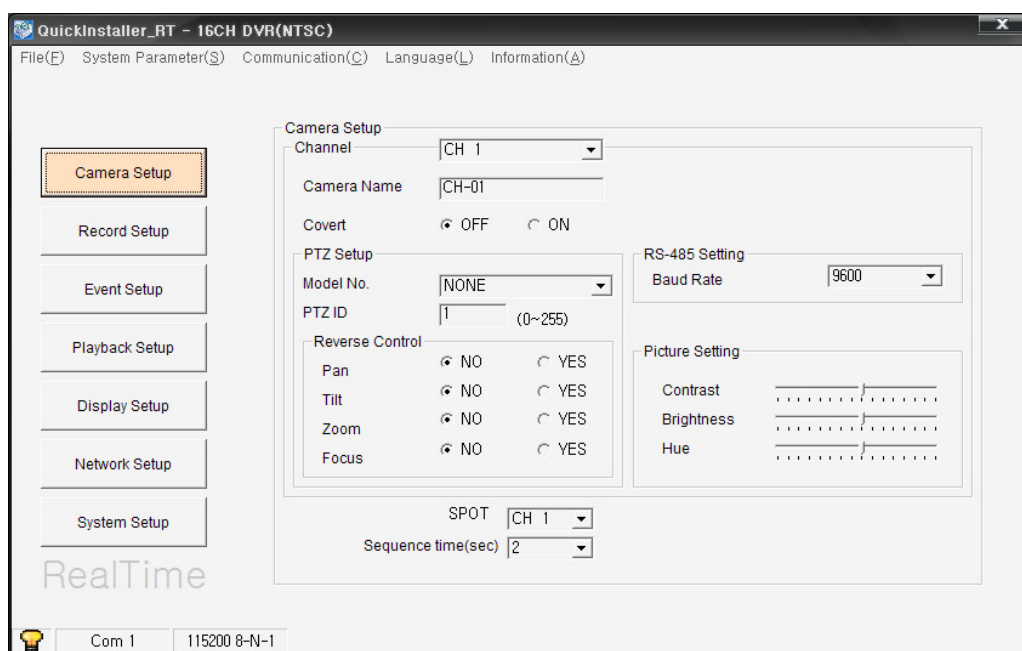 QuickInstaller_RT - 16CH DVR(NTSC)
x
File(F) System Parameter(S) Communication(C) Language(L) Information(A)
Camera Setup
Record Setup
Event Setup
Playback Setup
Display Setup
Network Setup
System Setup
RealTime
Camera Setup
Channel CH 1
Camera Name CH-01
Covert OFF ON
PTZ Setup
Model No. NONE
PTZ ID 1 (0~255)
Reverse Control
Pan NO YES
Tilt NO YES
Zoom NO YES
Focus NO YES
RS-485 Setting
Baud Rate 9600
Picture Setting
Contrast
Brightness
Hue
SPOT CH 1
Sequence time(sec) 2
Com 1 115200 8-N-1